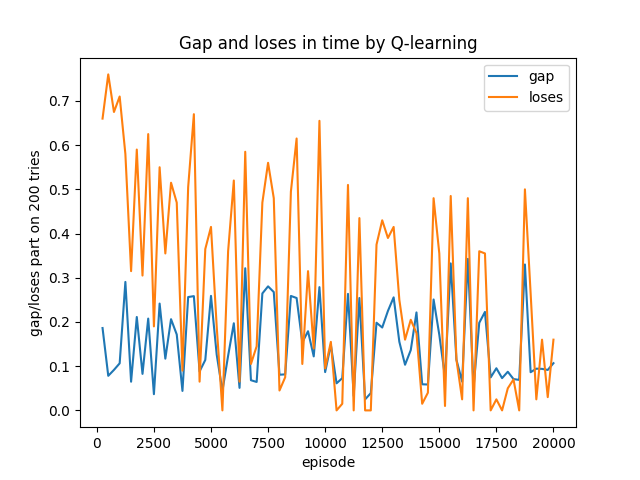 Gap and loses in time by Q-learning
gap
loses
gap/loses part on 200 tries
0.7
0.6
0.5
0.4
0.3
0.2
0.1
0.0
0 2500 5000 7500 10000 12500 15000 17500 20000
episode